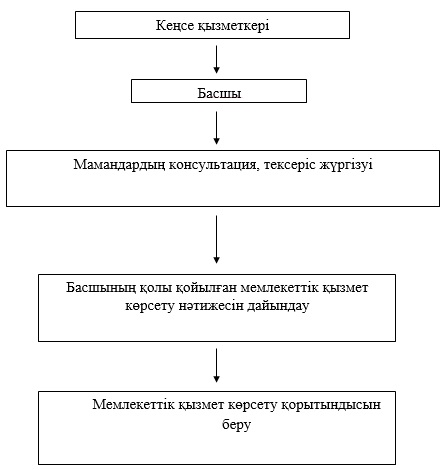 Кеңсе қызметкері
Басшы
Мамандардың консультация, тексеріс жүргізуі
Басшының қолы қойылған мемлекеттік қызмет
көрсету нәтижесін дайындау
Мемлекеттік қызмет көрсету қорытындысын
беру